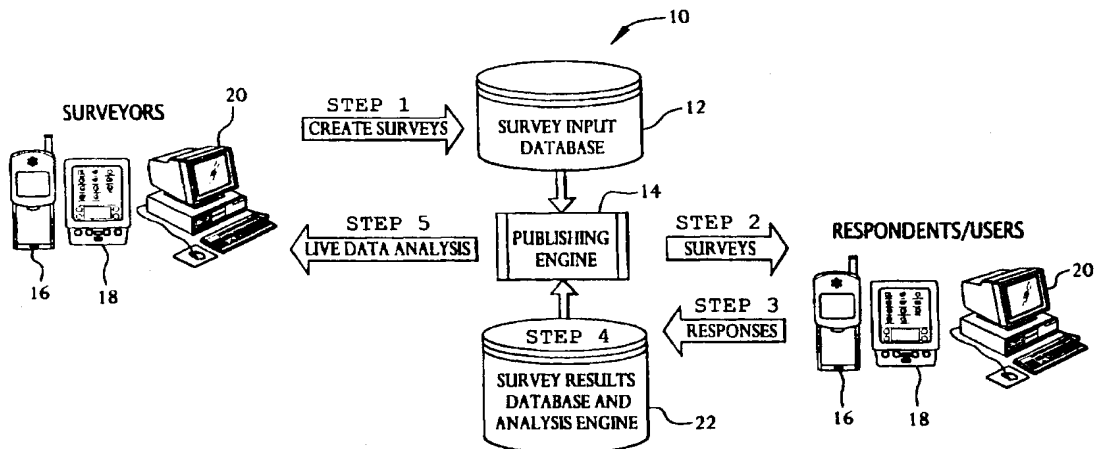 10
SURVEYORS
20
STEP 1
CREATE SURVEYS
SURVEY INPUT
DATABASE
12
16
18
STEP 5
LIVE DATA ANALYSIS
14
PUBLISHING
ENGINE
STEP 2
SURVEYS
RESPONDENTS/USERS
20
STEP 3
RESPONSES
STEP 4
SURVEY RESULTS
DATABASE AND
ANALYSIS ENGINE
22
16
18